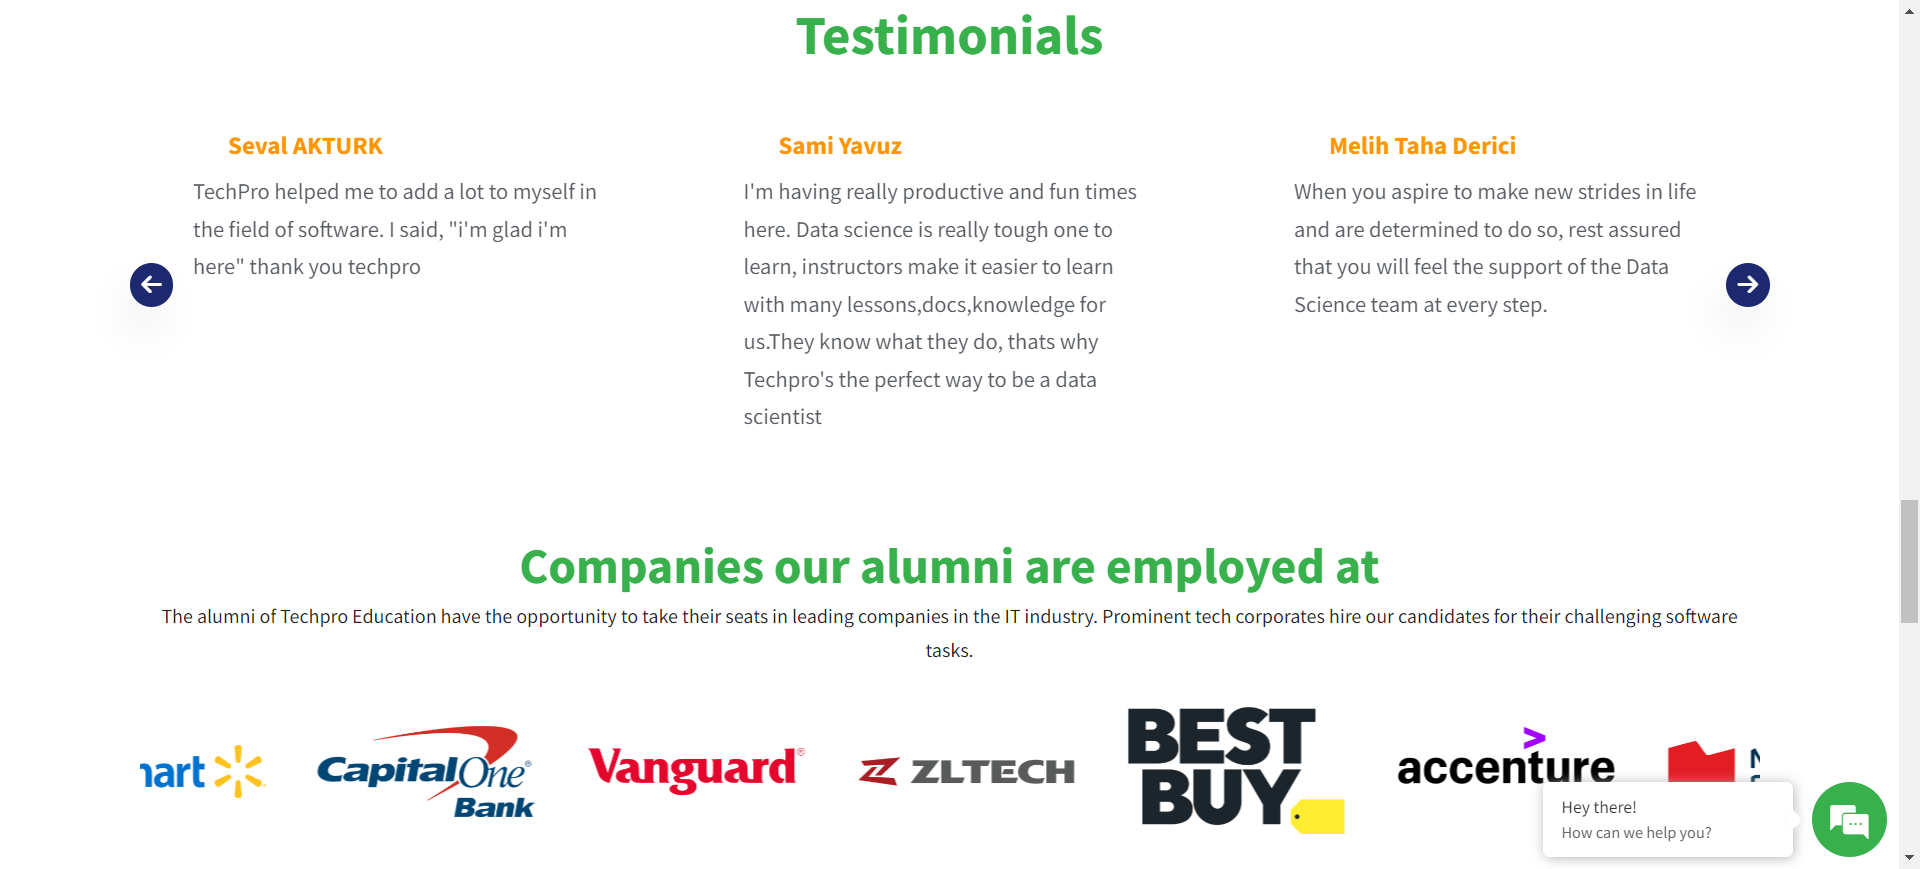 Testimonials
Seval AKTURK
TechPro helped me to add a lot to myself in
the field of software. I said, "i'm glad i'm
here" thank you techpro
Sami Yavuz
I'm having really productive and fun times
here. Data science is really tough one to
learn, instructors make it easier to learn
with many lessons,docs,knowledge for
us.They know what they do, thats why
Techpro's the perfect way to be a data
scientist
Melih Taha Derici
When you aspire to make new strides in life
and are determined to do so, rest assured
that you will feel the support of the Data
Science team at every step.
Companies our alumni are employed at
The alumni of Techpro Education have the opportunity to take their seats in leading companies in the IT industry. Prominent tech corporates hire our candidates for their challenging software
tasks.
Capital One®
Bank
Vanguard®
ZLTECH
BEST
BUY
accenture
Hey there!
How can we help you?